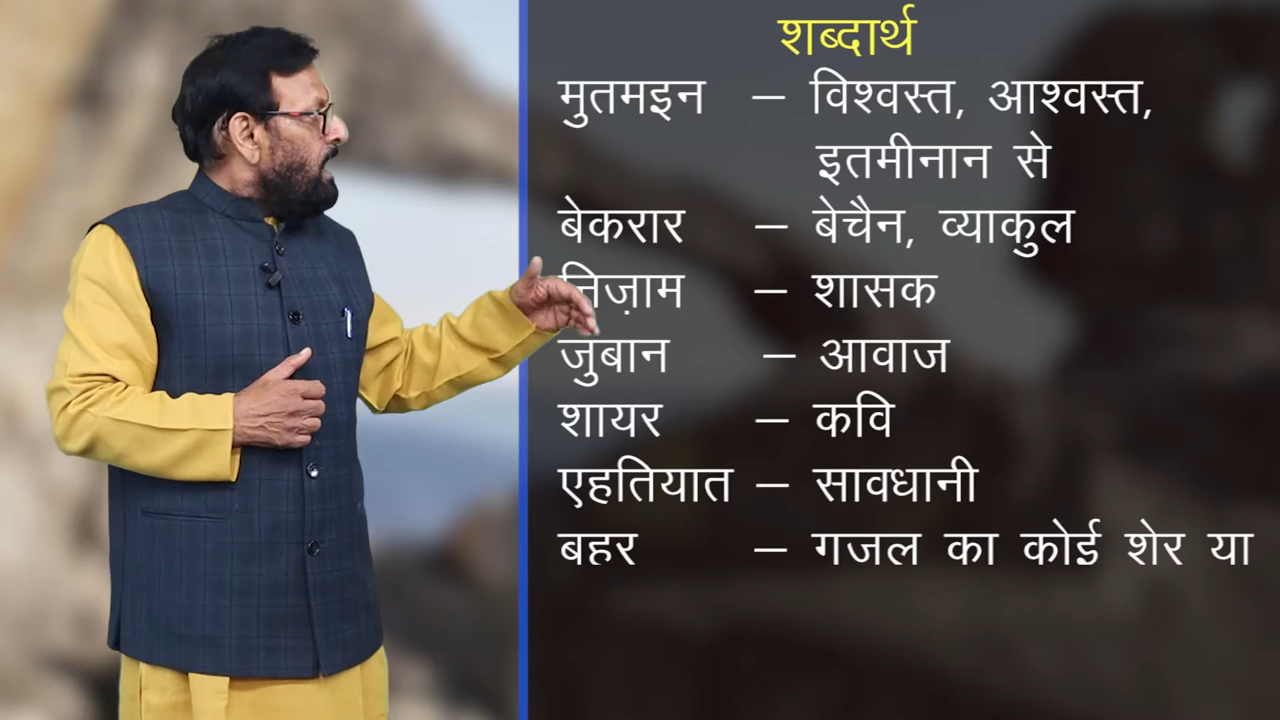 शब्दार्थ
मुतमइन – विश्वस्त, आश्वस्त,
इतमीनान से
बेकरार – बेचैन, व्याकुल
निज़ाम – शासक
जुबान – आवाज
शायर – कवि
एहतियात – सावधानी
बहर – गजल का कोई शेर या